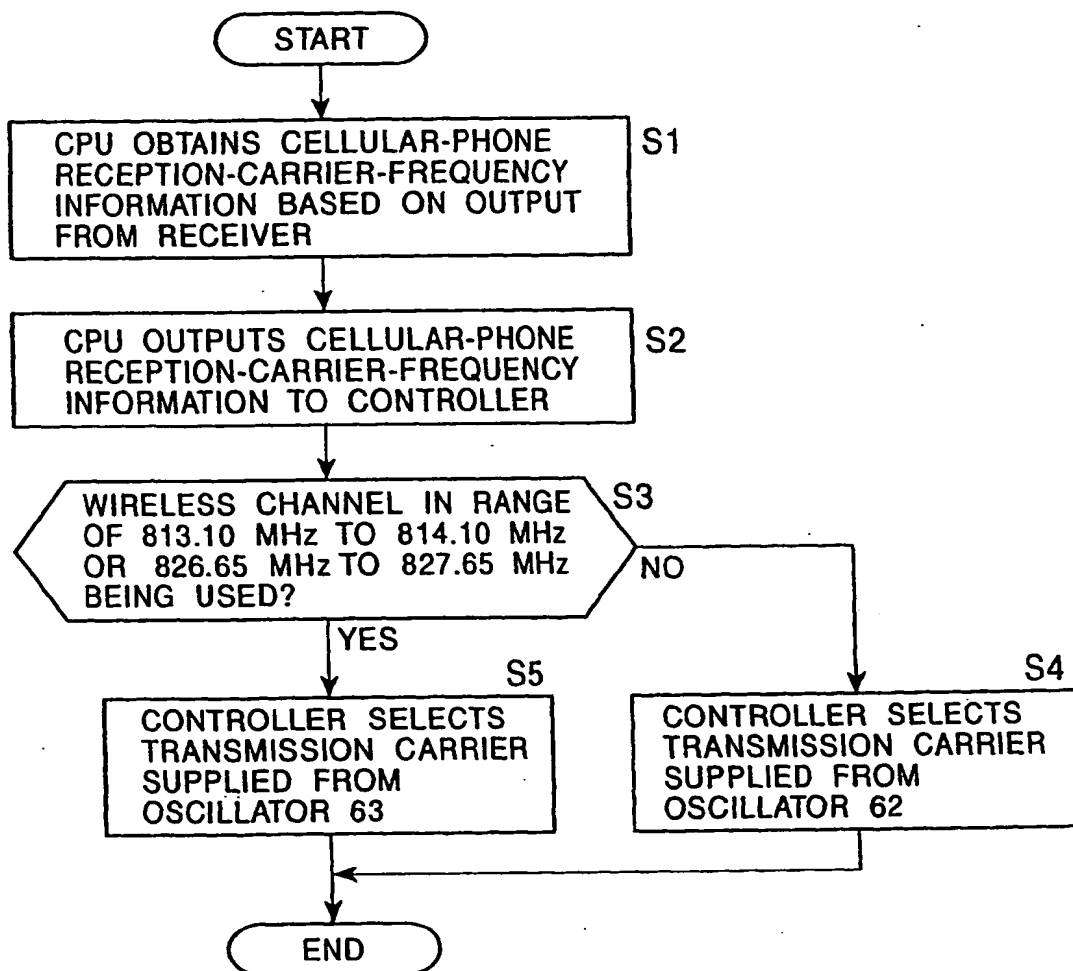 START
CPU OBTAINS CELLULAR-PHONE
RECEPTION-CARRIER-FREQUENCY
INFORMATION BASED ON OUTPUT
FROM RECEIVER
S1
CPU OUTPUTS CELLULAR-PHONE
RECEPTION-CARRIER-FREQUENCY
INFORMATION TO CONTROLLER
S2
WIRELESS CHANNEL IN RANGE
OF 813.10 MHz TO 814.10 MHz
OR 826.65 MHz TO 827.65 MHz
BEING USED?
S3
NO
YES
S5
CONTROLLER SELECTS
TRANSMISSION CARRIER
SUPPLIED FROM
OSCILLATOR 63
S4
CONTROLLER SELECTS
TRANSMISSION CARRIER
SUPPLIED FROM
OSCILLATOR 62
END